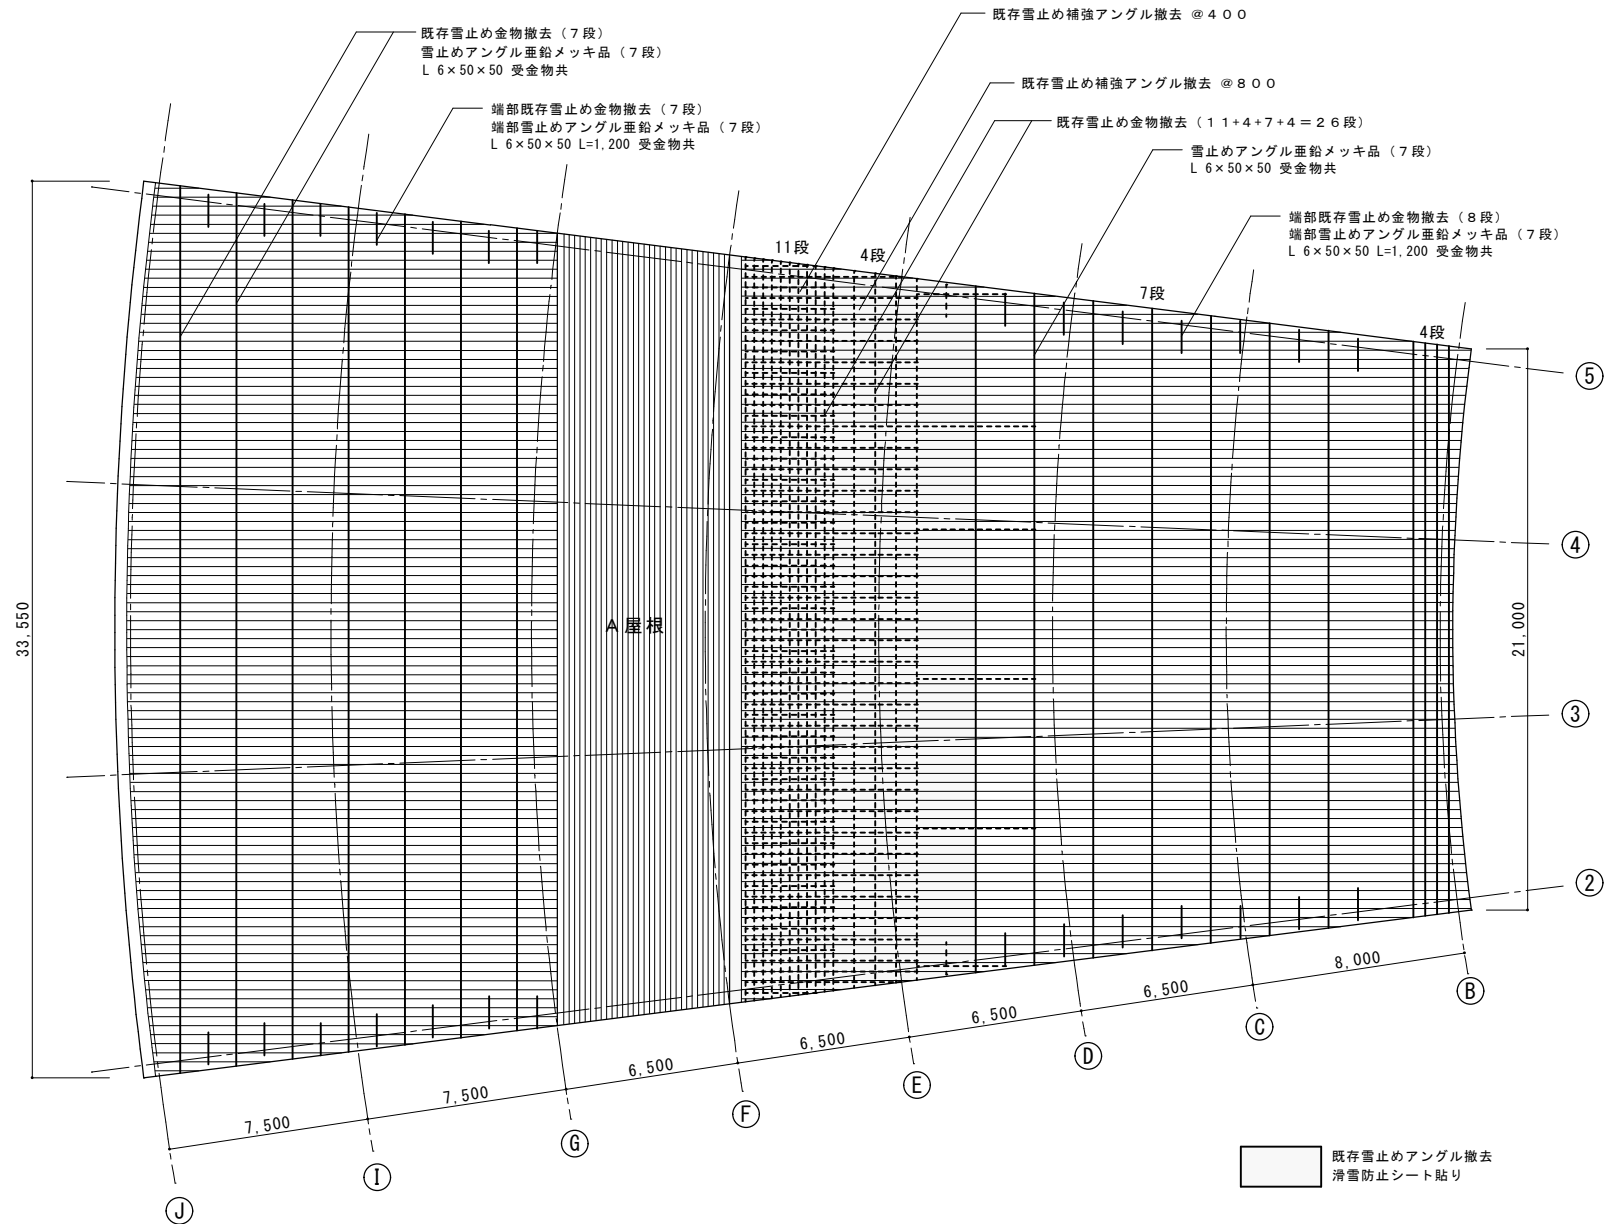 既存雪止め補強アングル撤去 ＠４００
既存雪止め金物撤去（７段）
雪止めアングル亜鉛メッキ品（７段）
L 6×50×50 受金物共
既存雪止め補強アングル撤去 ＠８００
端部既存雪止め金物撤去（７段）
端部雪止めアングル亜鉛メッキ品（７段）
L 6×50×50 L=1,200 受金物共
既存雪止め金物撤去（１１+４+７+４＝２６段）
雪止めアングル亜鉛メッキ品（７段）
L 6×50×50 受金物共
端部既存雪止め金物撤去（８段）
端部雪止めアングル亜鉛メッキ品（７段）
L 6×50×50 L=1,200 受金物共
11段
4段
7段
4段
⑤
④
③
②
33,550
A屋根
21,000
8,000
6,500
6,500
6,500
6,500
7,500
7,500
Ⓑ
Ⓒ
Ⓓ
Ⓔ
Ⓕ
Ⓖ
Ⓘ
Ⓙ
既存雪止めアングル撤去
滑雪防止シート貼り